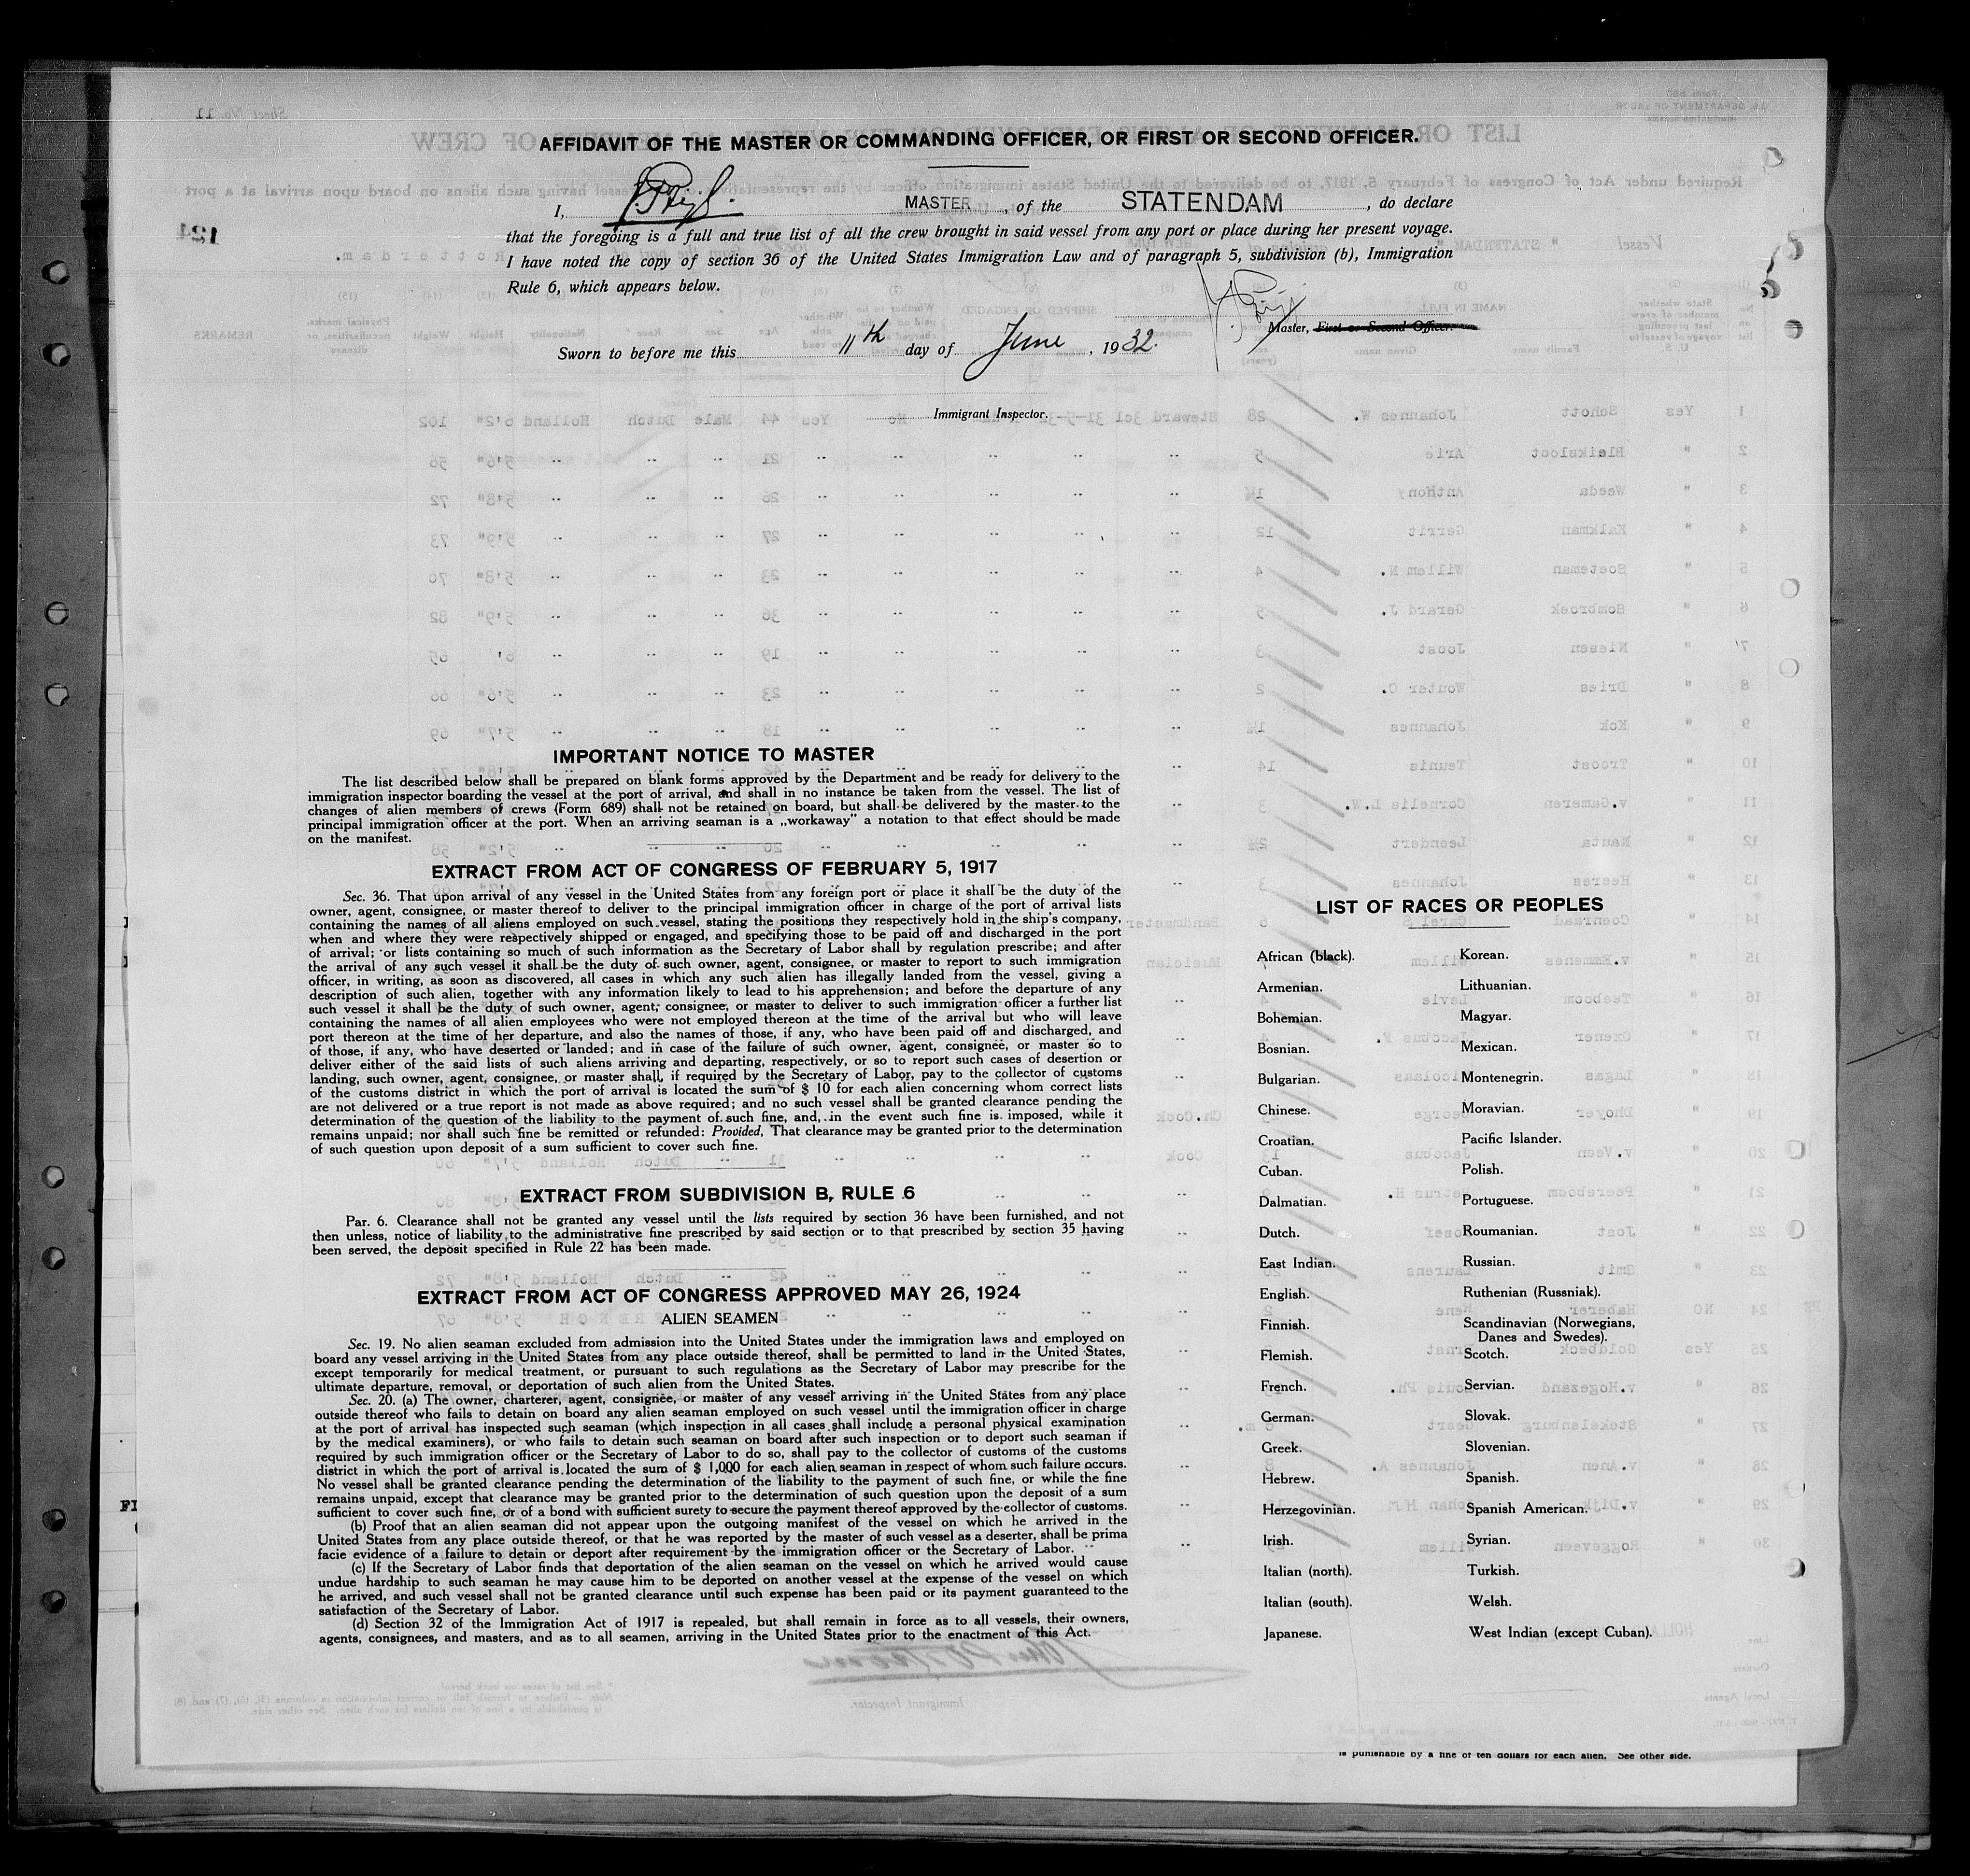 AFFIDAVIT OF THE MASTER OR COMMANDING OFFICER, OR FIRST OR SECOND OFFICER.
I, MASTER, of the STATENDAM, do declare
that the foregoing is a full and true list of all the crew brought in said vessel from any port or place during her present voyage.
I have noted the copy of section 36 of the United States Immigration Law and of paragraph 5, subdivision (b), Immigration
Rule 6, which appears below.
Master, First or Second Officer.
Sworn to before me this 11th day of June, 1932.
Immigrant Inspector.
IMPORTANT NOTICE TO MASTER
The list described below shall be prepared on blank forms approved by the Department and be ready for delivery to the
immigration inspector boarding the vessel at the port of arrival, and shall in no instance be taken from the vessel. The list of
changes of alien members of crews (Form 689) shall not be retained on board, but shall be delivered by the master to the
principal immigration officer at the port. When an arriving seaman is a „workaway” a notation to that effect should be made
on the manifest.
EXTRACT FROM ACT OF CONGRESS OF FEBRUARY 5, 1917
Sec. 36. That upon arrival of any vessel in the United States from any foreign port or place it shall be the duty of the
owner, agent, consignee, or master thereof to deliver to the principal immigration officer in charge of the port of arrival lists
containing the names of all aliens employed on such vessel, stating the positions they respectively hold in the ship's company,
when and where they were respectively shipped or engaged, and specifying those to be paid off and discharged in the port
of arrival; or lists containing so much of such information as the Secretary of Labor shall by regulation prescribe; and after
the arrival of any such vessel it shall be the duty of such owner, agent, consignee, or master to report to such immigration
officer, in writing, as soon as discovered, all cases in which any such alien has illegally landed from the vessel, giving a
description of such alien, together with any information likely to lead to his apprehension; and before the departure of any
such vessel it shall be the duty of such owner, agent, consignee, or master to deliver to such immigration officer a further list
containing the names of all alien employees who were not employed thereon at the time of the arrival but who will leave
port thereon at the time of her departure, and also the names of those, if any, who have been paid off and discharged, and
of those, if any, who have deserted or landed; and in case of the failure of such owner, agent, consignee, or master so to
deliver either of the said lists of such aliens arriving and departing, respectively, or so to report such cases of desertion or
landing, such owner, agent, consignee, or master shall, if required by the Secretary of Labor, pay to the collector of customs
of the customs district in which the port of arrival is located the sum of $ 10 for each alien concerning whom correct lists
are not delivered or a true report is not made as above required; and no such vessel shall be granted clearance pending the
determination of the question of the liability to the payment of such fine, and, in the event such fine is imposed, while it
remains unpaid; nor shall such fine be remitted or refunded: Provided, That clearance may be granted prior to the determination
of such question upon deposit of a sum sufficient to cover such fine.
EXTRACT FROM SUBDIVISION B, RULE 6
Par. 6. Clearance shall not be granted any vessel until the lists required by section 36 have been furnished, and not
then unless, notice of liability to the administrative fine prescribed by said section or to that prescribed by section 35 having
been served, the deposit specified in Rule 22 has been made.
EXTRACT FROM ACT OF CONGRESS APPROVED MAY 26, 1924
ALIEN SEAMEN
Sec. 19. No alien seaman excluded from admission into the United States under the immigration laws and employed on
board any vessel arriving in the United States from any place outside thereof, shall be permitted to land in the United States,
except temporarily for medical treatment, or pursuant to such regulations as the Secretary of Labor may prescribe for the
ultimate departure, removal, or deportation of such alien from the United States.
Sec. 20. (a) The owner, charterer, agent, consignee, or master of any vessel arriving in the United States from any place
outside thereof who fails to detain on board any alien seaman employed on such vessel until the immigration officer in charge
at the port of arrival has inspected such seaman (which inspection in all cases shall include a personal physical examination
by the medical examiners), or who fails to detain such seaman on board after such inspection or to deport such seaman if
required by such immigration officer or the Secretary of Labor to do so, shall pay to the collector of customs of the customs
district in which the port of arrival is located the sum of $ 1,000 for each alien seaman in respect of whom such failure occurs.
No vessel shall be granted clearance pending the determination of the liability to the payment of such fine, or while the fine
remains unpaid, except that clearance may be granted prior to the determination of such question upon the deposit of a sum
sufficient to cover such fine, or of a bond with sufficient surety to secure the payment thereof approved by the collector of customs.
(b) Proof that an alien seaman did not appear upon the outgoing manifest of the vessel on which he arrived in the
United States from any place outside thereof, or that he was reported by the master of such vessel as a deserter, shall be prima
facie evidence of a failure to detain or deport after requirement by the immigration officer or the Secretary of Labor.
(c) If the Secretary of Labor finds that deportation of the alien seaman on the vessel on which he arrived would cause
undue hardship to such seaman he may cause him to be deported on another vessel at the expense of the vessel on which
he arrived, and such vessel shall not be granted clearance until such expense has been paid or its payment guaranteed to the
satisfaction of the Secretary of Labor.
(d) Section 32 of the Immigration Act of 1917 is repealed, but shall remain in force as to all vessels, their owners,
agents, consignees, and masters, and as to all seamen, arriving in the United States prior to the enactment of this Act.
LIST OF RACES OR PEOPLES
African (black).
Armenian.
Bohemian.
Bosnian.
Bulgarian.
Chinese.
Croatian.
Cuban.
Dalmatian.
Dutch.
East Indian.
English.
Finnish.
Flemish.
French.
German.
Greek.
Hebrew.
Herzegovinian.
Irish.
Italian (north).
Italian (south).
Japanese.
Korean.
Lithuanian.
Magyar.
Mexican.
Montenegrin.
Moravian.
Pacific Islander.
Polish.
Portuguese.
Roumanian.
Russian.
Ruthenian (Russniak).
Scandinavian (Norwegians,
Danes and Swedes).
Scotch.
Servian.
Slovak.
Slovenian.
Spanish.
Spanish American.
Syrian.
Turkish.
Welsh.
West Indian (except Cuban).
is punishable by a fine of ten dollars for each alien. See other side.